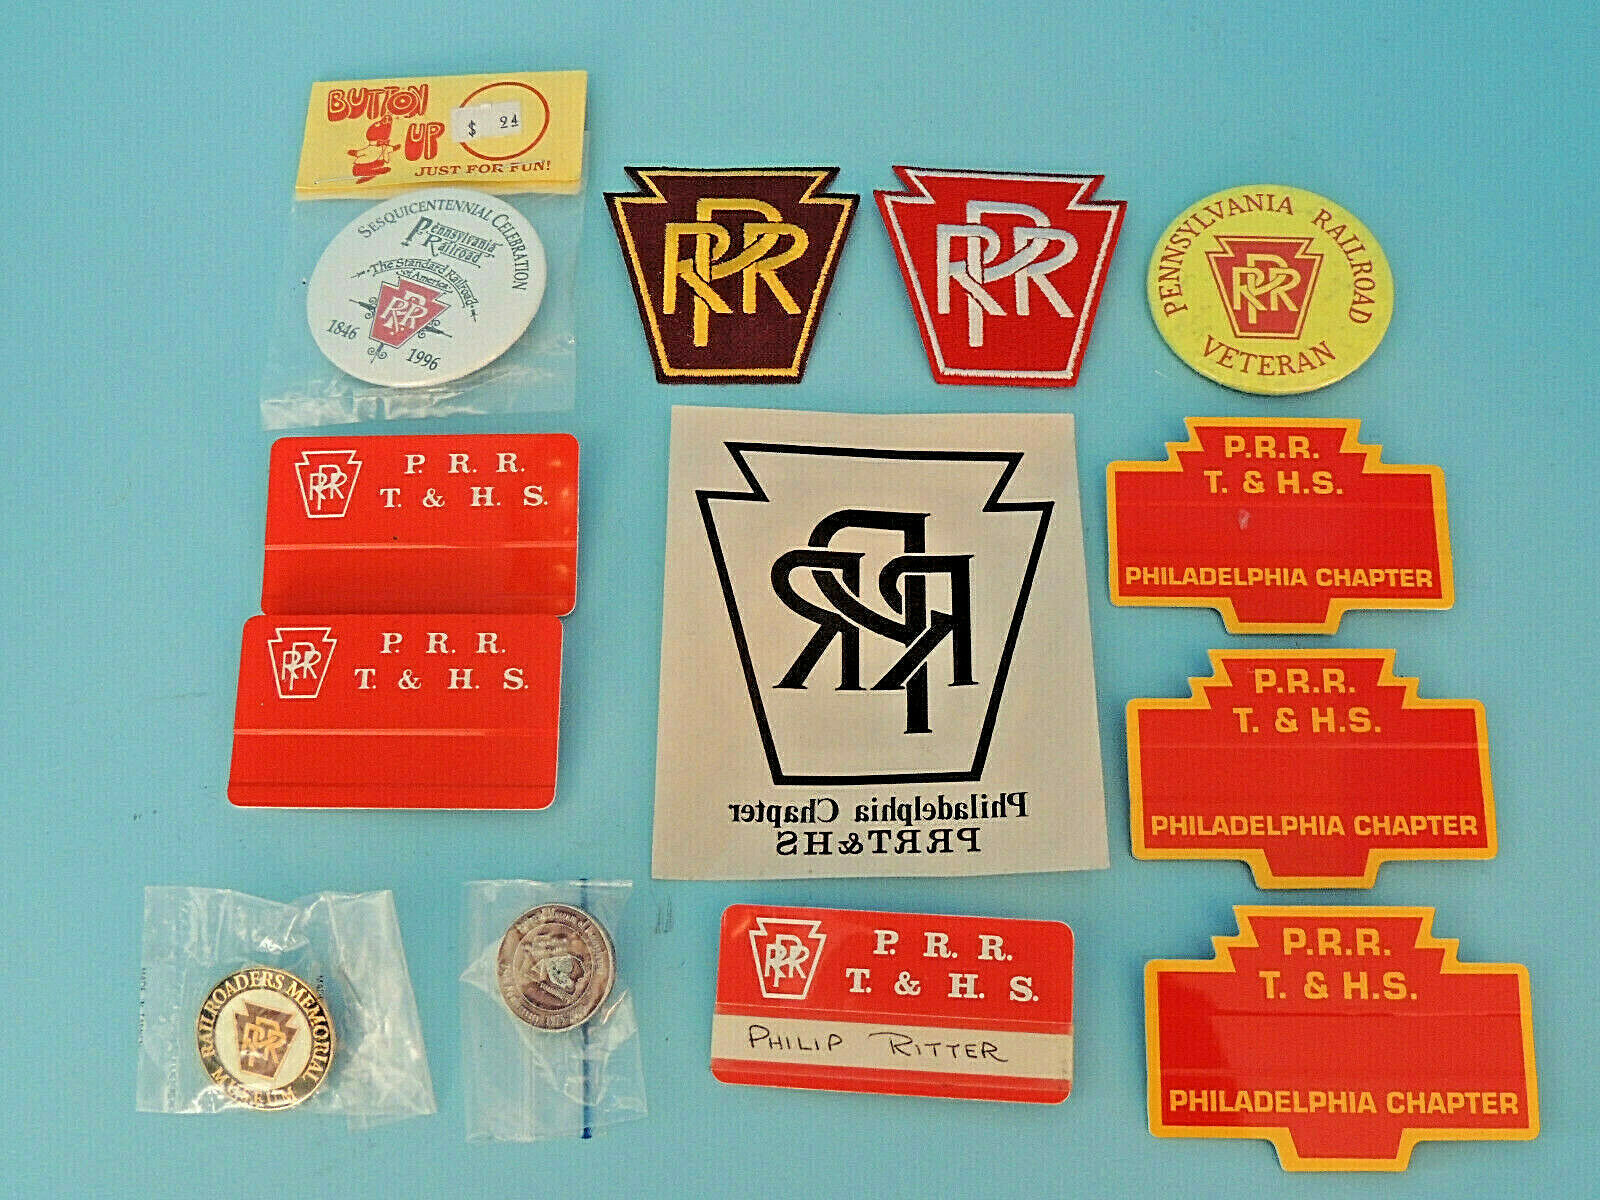 BUTTON
UP
$ 24
JUST FOR FUN!
SESQUICENTENNIAL CELEBRATION
Pennsylvania
Railroad
The Standard Railroad
of America
PRR
1846
1996
PRR
PRR
PENNSYLVANIA RAILROAD
PRR
VETERAN
PRR
P. R. R.
T. & H. S.
PRR
P. R. R.
T. & H. S.
PRR
Philadelphia Chapter
PRRT&HS
P.R.R.
T. & H.S.
PHILADELPHIA CHAPTER
P.R.R.
T. & H.S.
PHILADELPHIA CHAPTER
RAILROADERS MEMORIAL
PRR
MUSEUM
1975
PRR
P. R. R.
T. & H. S.
PHILIP RITTER
P.R.R.
T. & H.S.
PHILADELPHIA CHAPTER